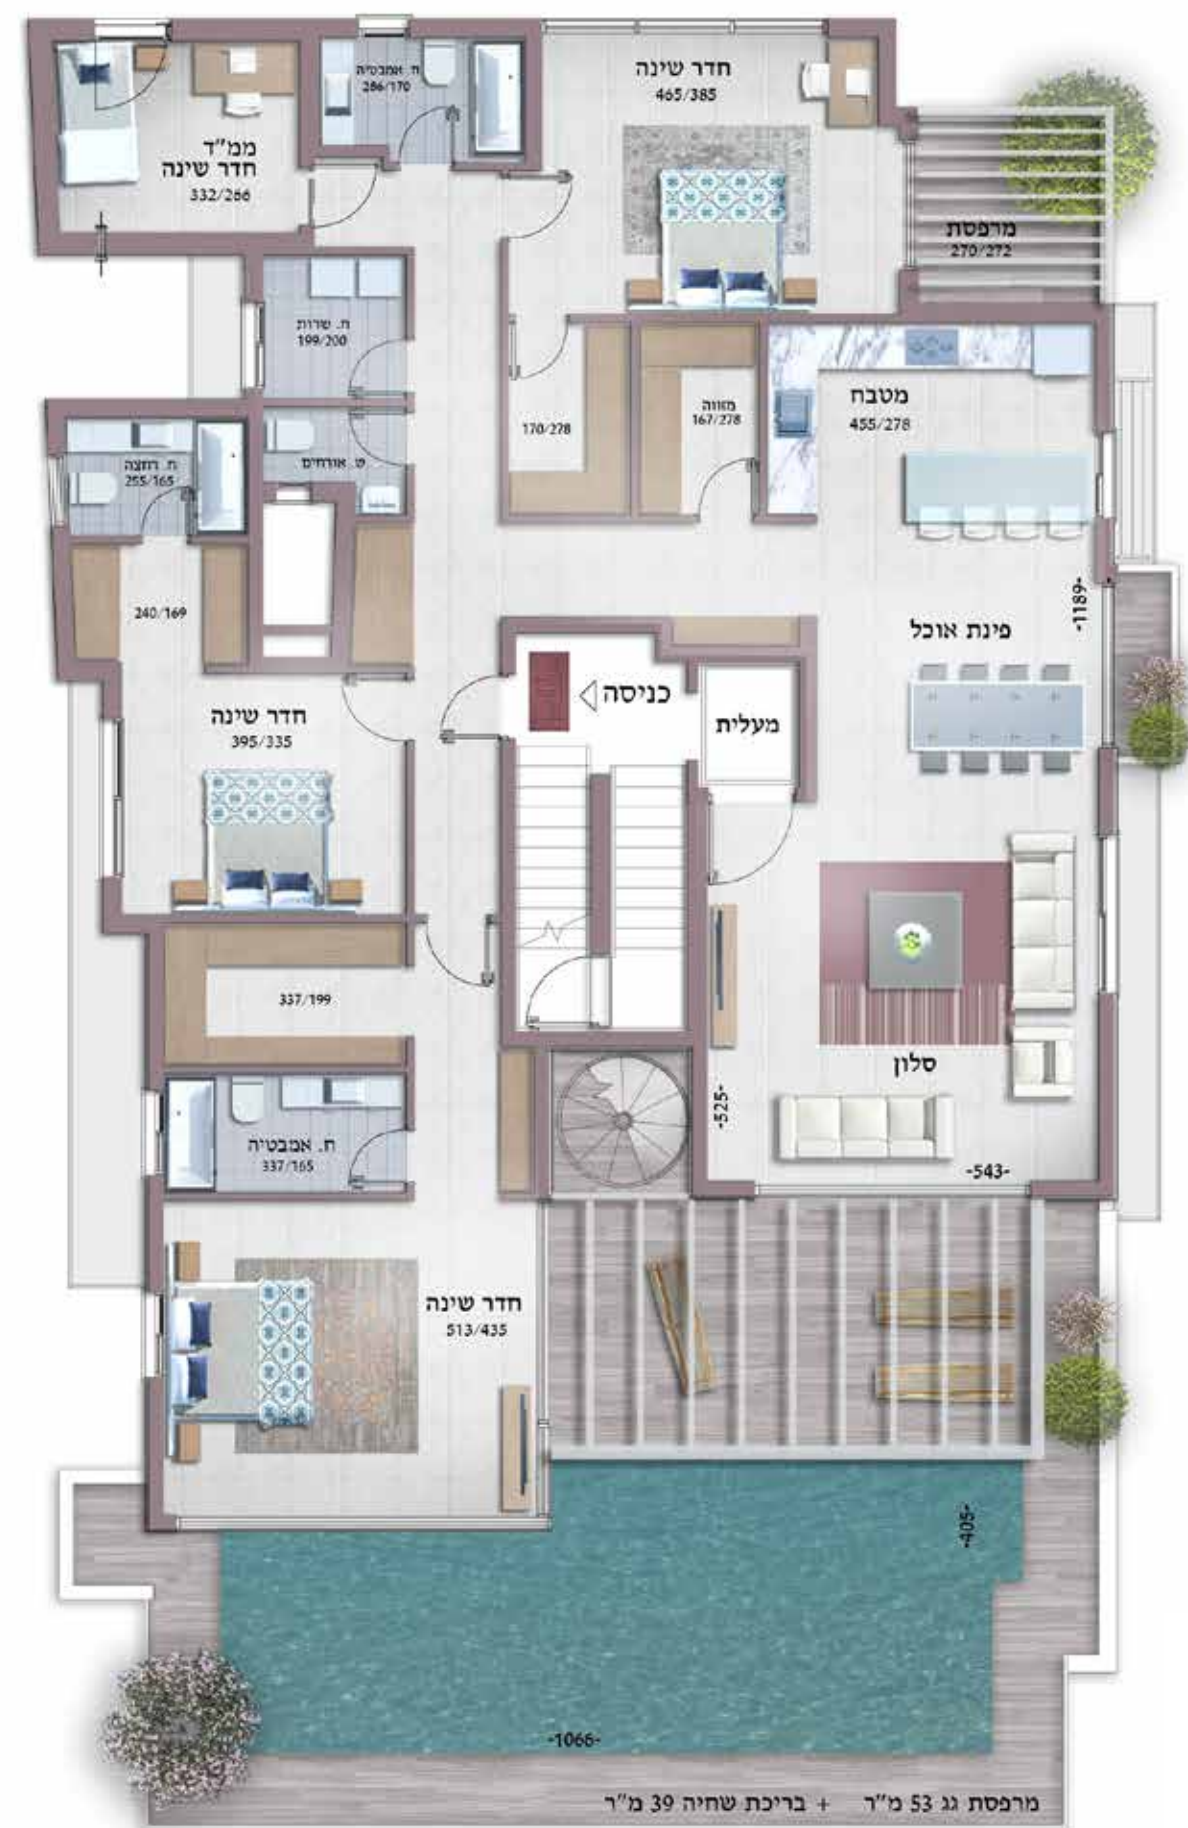 ח. אמבטיה
286/170
חדר שינה
465/385
ממ"ד
חדר שינה
332/266
מרפסת
270/272
ח. שרות
199/200
מטבח
455/278
מזווה
167/278
170/278
ט. אורחים
ח. רחצה
255/165
240/169
-1189-
פינת אוכל
כניסה
מעלית
חדר שינה
395/335
337/199
סלון
-525-
-543-
ח. אמבטיה
337/165
חדר שינה
513/435
-405-
-1066-
מרפסת גג 53 מ"ר + בריכת שחיה 39 מ"ר